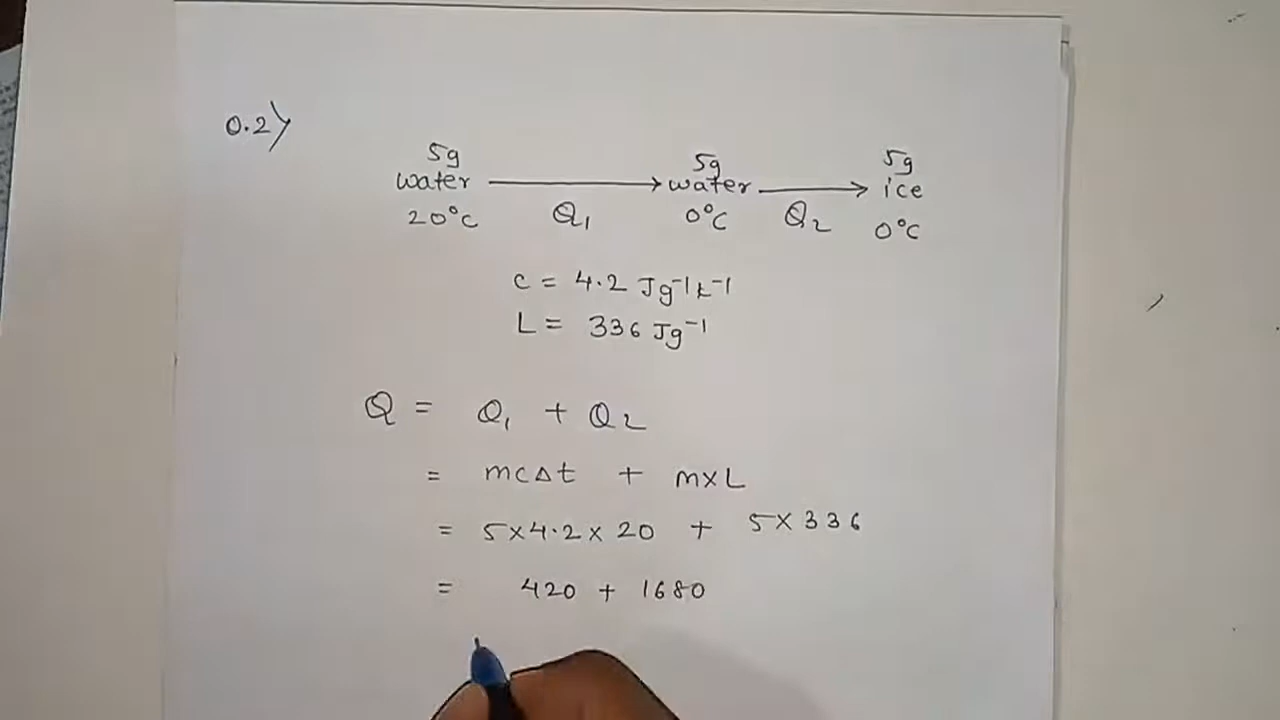 0.2)
5g 5g 5g
water → water → ice
20°C Q₁ 0°C Q₂ 0°C
c = 4.2 Jg⁻¹k⁻¹
L = 336 Jg⁻¹
Q = Q₁ + Q₂
= mcΔt + m×L
= 5×4.2×20 + 5×336
= 420 + 1680